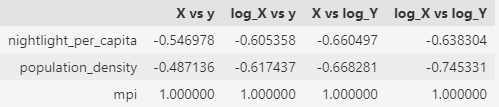 X vs y log_X vs y X vs log_Y log_X vs log_Y
nightlight_per_capita -0.546978 -0.605358 -0.660497 -0.638304
population_density -0.487136 -0.617437 -0.668281 -0.745331
mpi 1.000000 1.000000 1.000000 1.000000